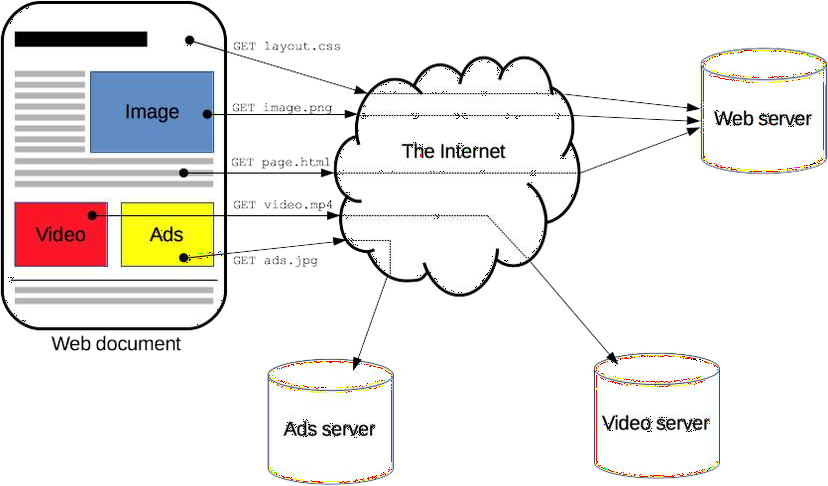 GET layout.css
Image
GET image.png
Web server
The Internet
GET page.html
Video
Ads
GET video.mp4
GET ads.jpg
Web document
Ads server
Video server